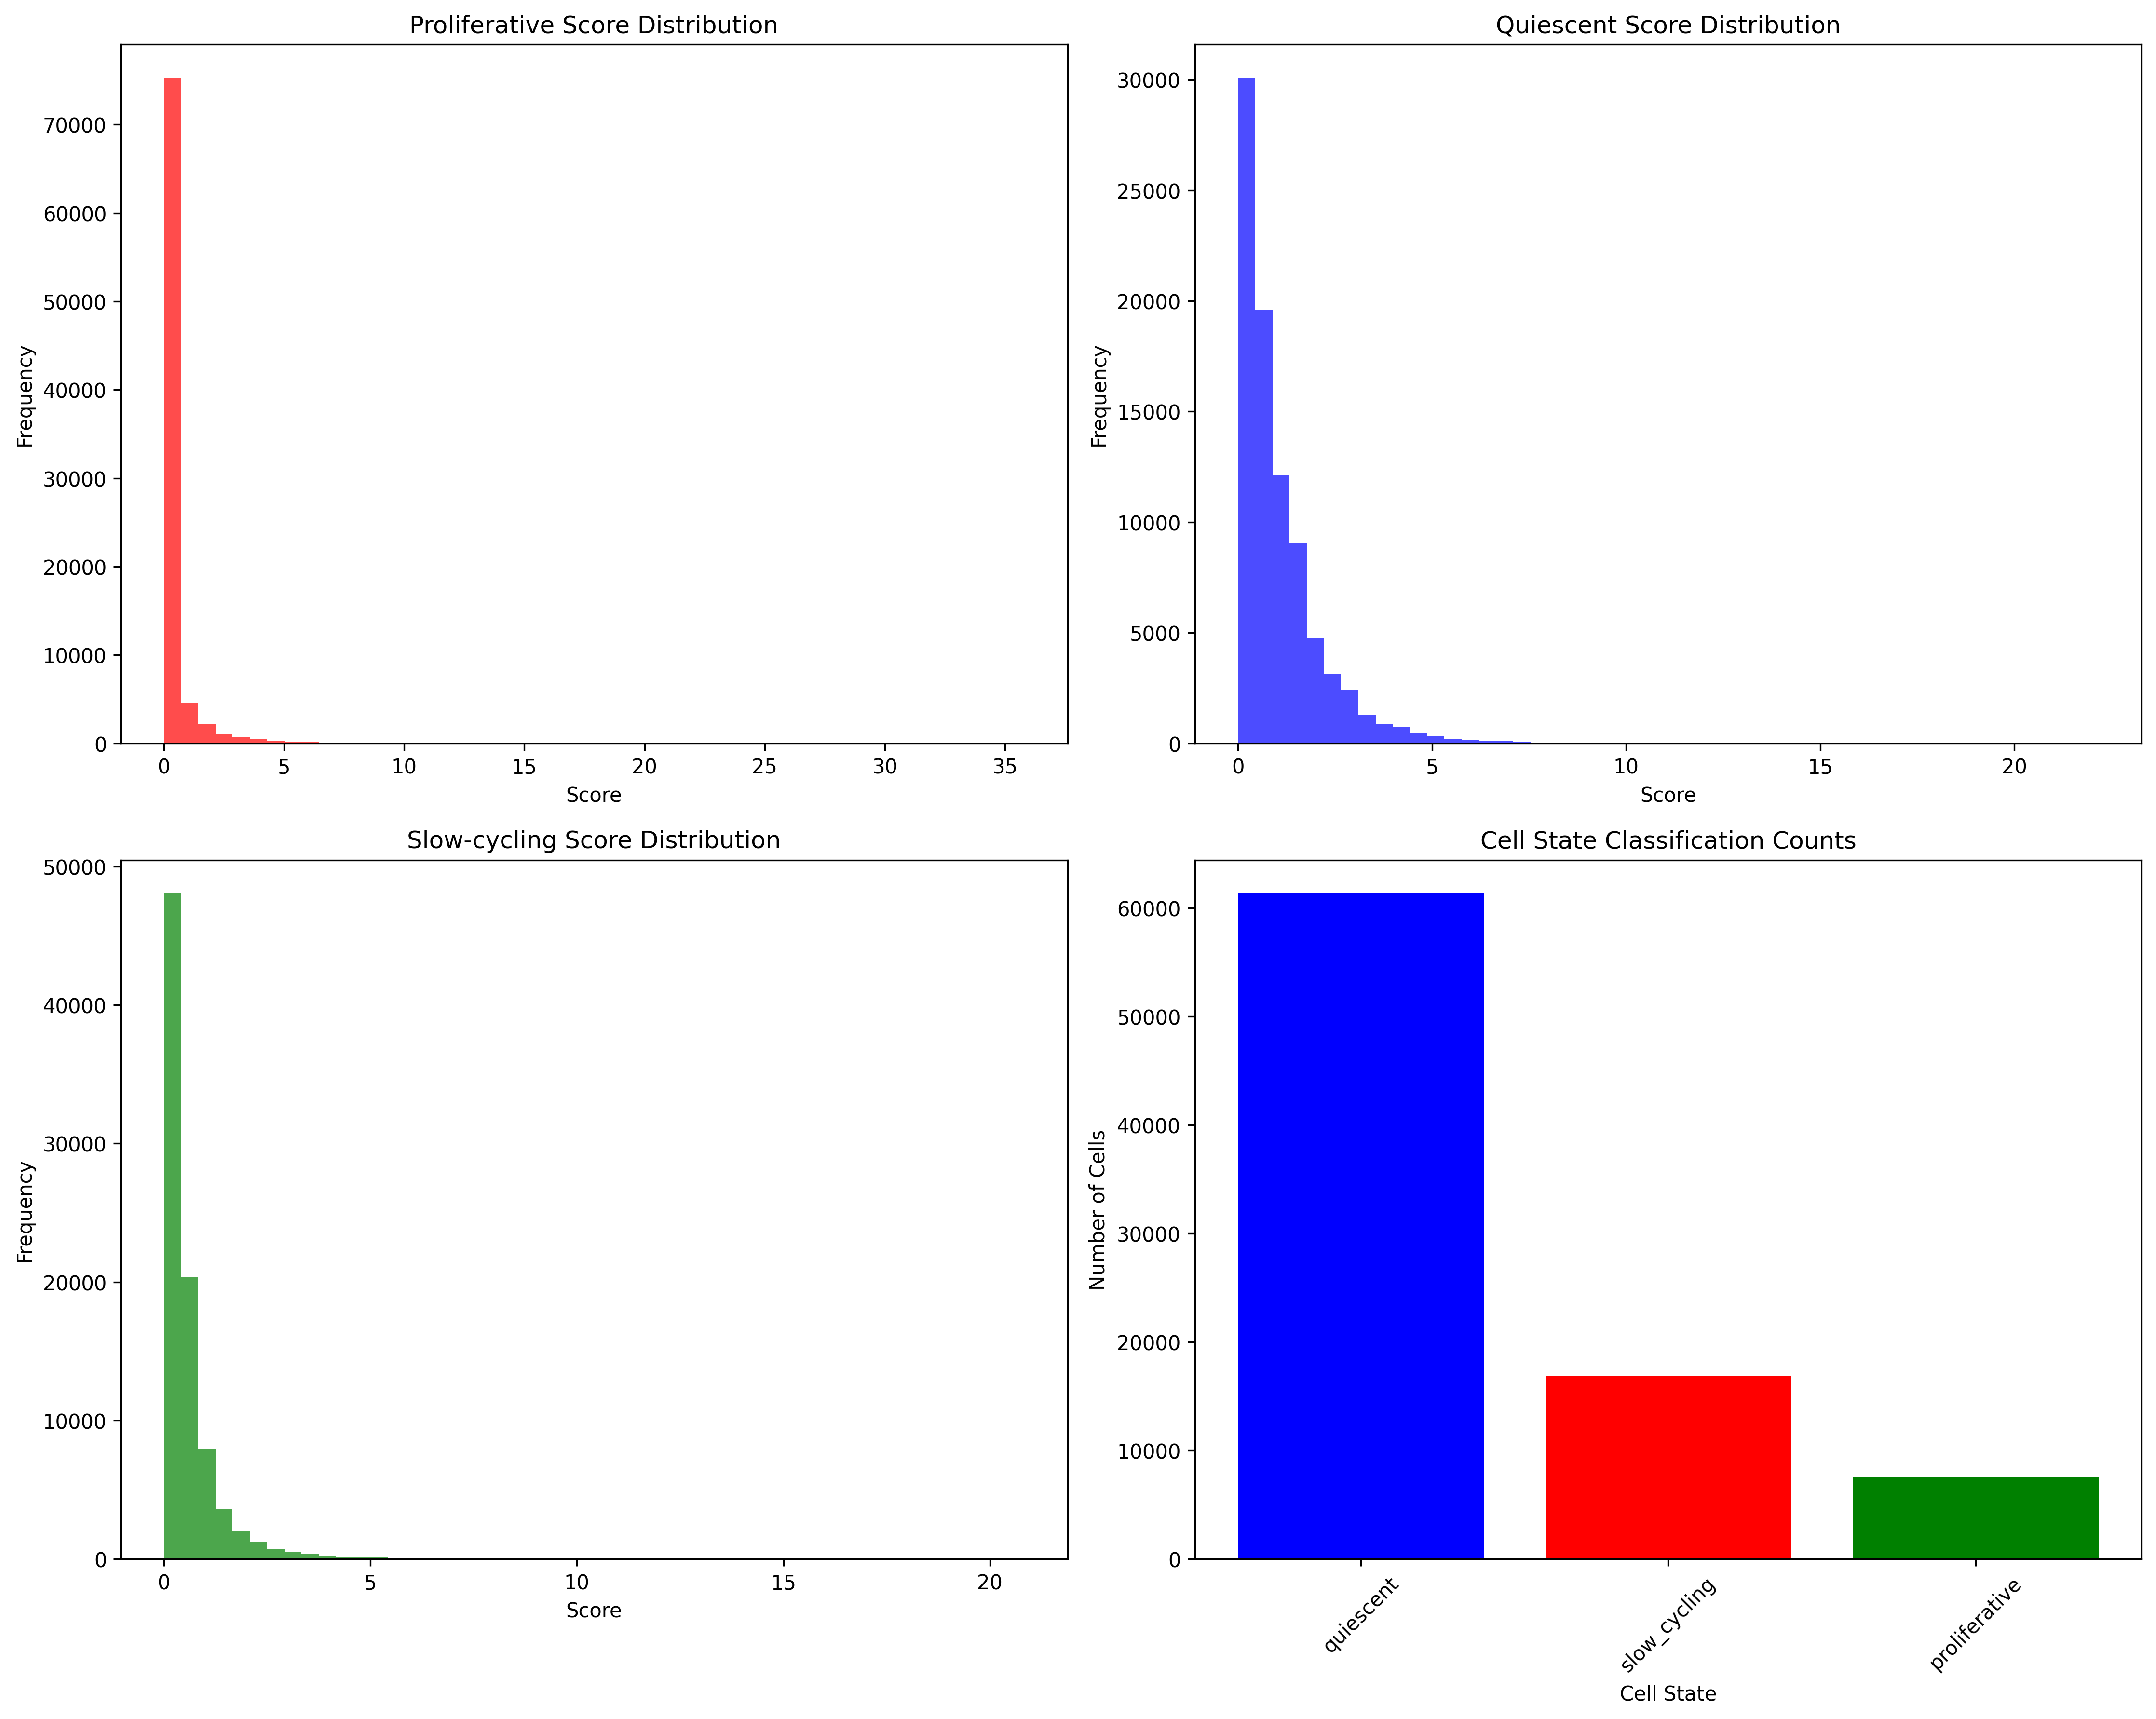 Proliferative Score Distribution
Frequency
70000
60000
50000
40000
30000
20000
10000
0
0 5 10 15 20 25 30 35
Score
Quiescent Score Distribution
Frequency
30000
25000
20000
15000
10000
5000
0
0 5 10 15 20
Score
Slow-cycling Score Distribution
Frequency
50000
40000
30000
20000
10000
0
0 5 10 15 20
Score
Cell State Classification Counts
Number of Cells
60000
50000
40000
30000
20000
10000
0
quiescent
slow_cycling
proliferative
Cell State